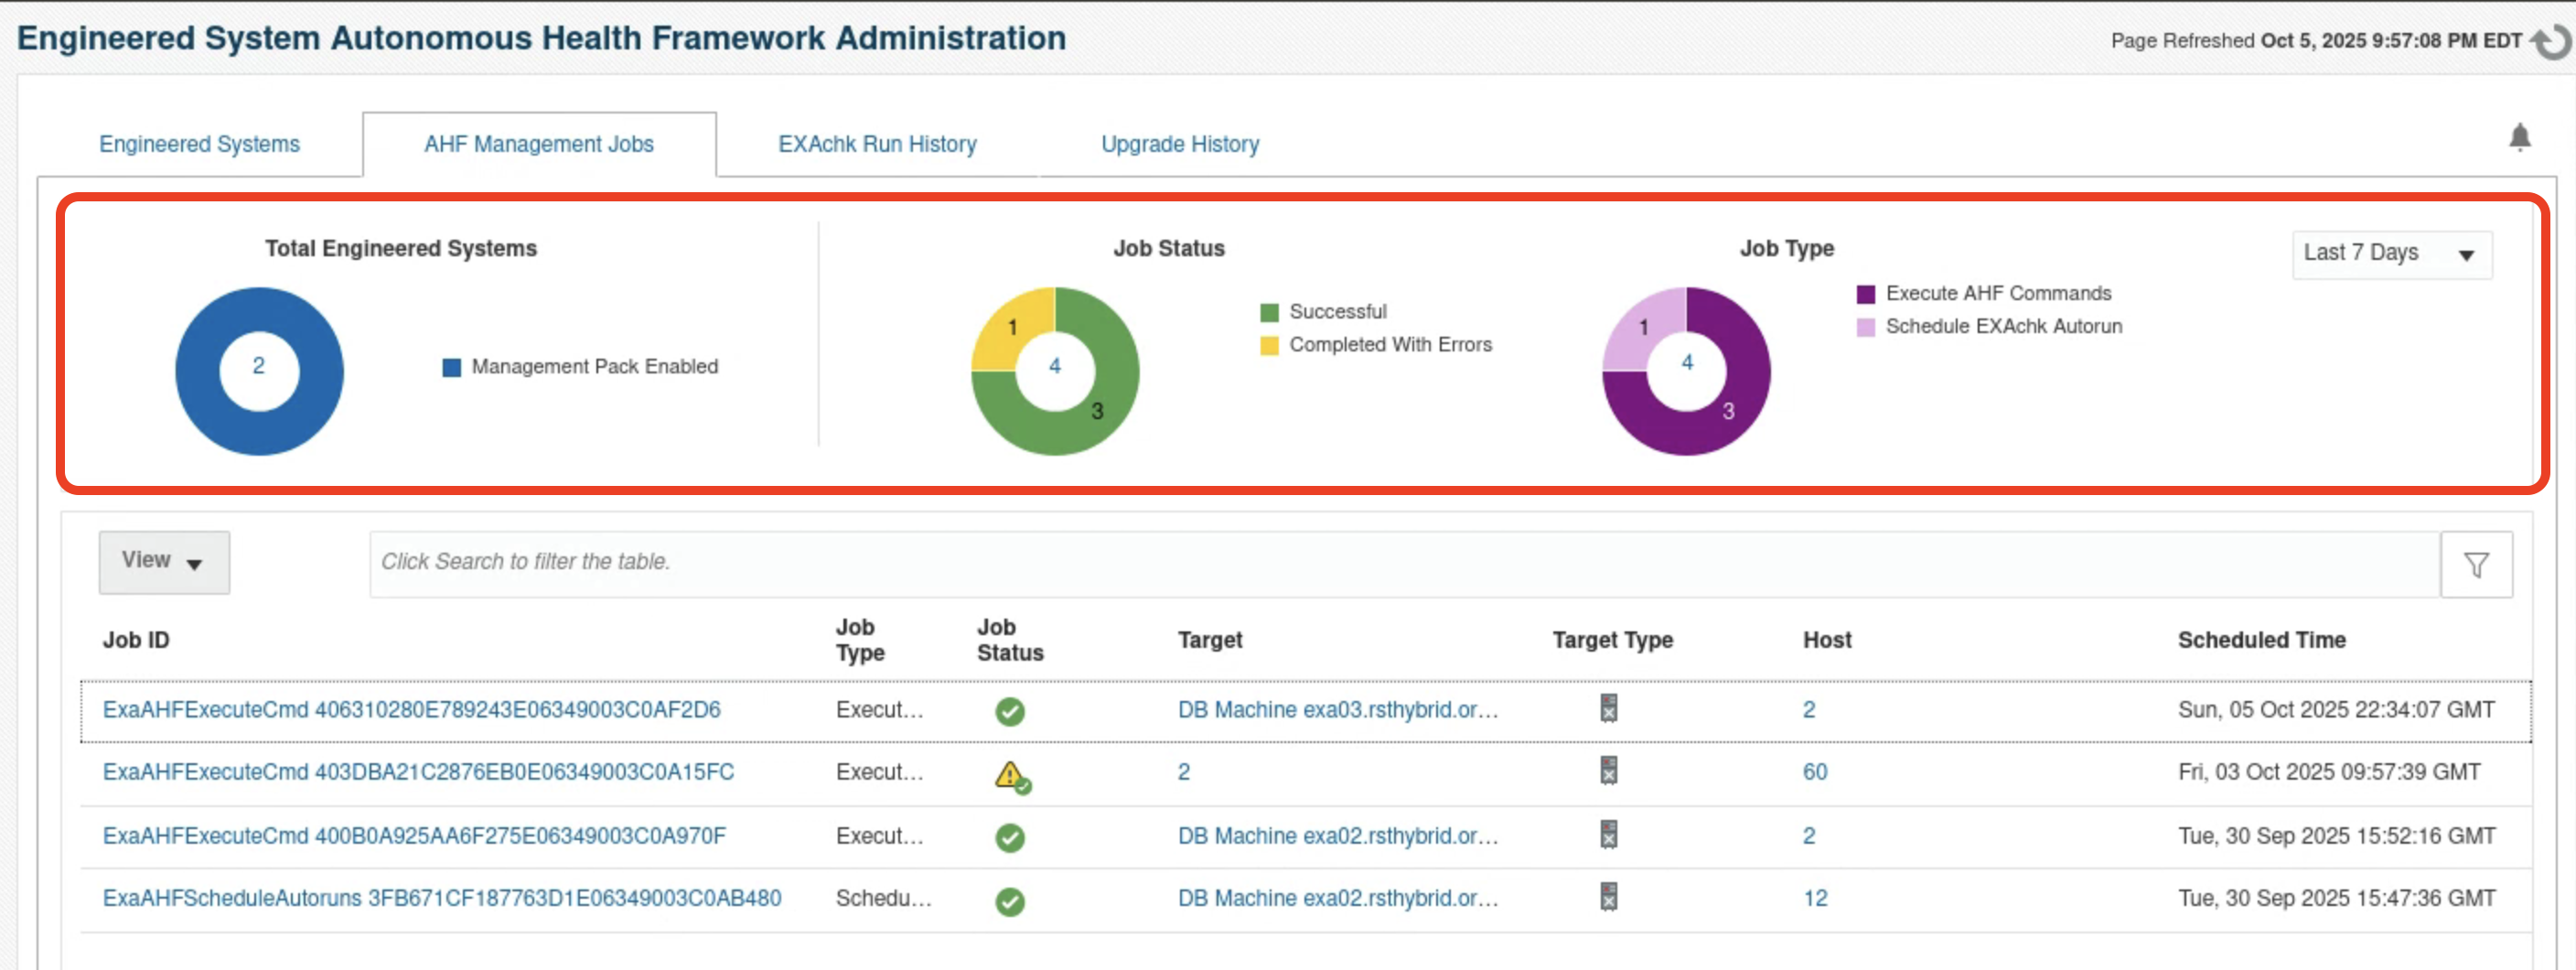 Engineered System Autonomous Health Framework Administration
Page Refreshed Oct 5, 2025 9:57:08 PM EDT
Engineered Systems
AHF Management Jobs
EXAchk Run History
Upgrade History
Total Engineered Systems
2
Management Pack Enabled
Job Status
1
4
3
Successful
Completed With Errors
Job Type
1
4
3
Execute AHF Commands
Schedule EXAchk Autorun
Last 7 Days
View
Click Search to filter the table.
Job ID Job Type Job Status Target Target Type Host Scheduled Time
ExaAHFExecuteCmd 406310280E789243E06349003C0AF2D6 Execut... DB Machine exa03.rsthybrid.or... 2 Sun, 05 Oct 2025 22:34:07 GMT
ExaAHFExecuteCmd 403DBA21C2876EB0E06349003C0A15FC Execut... 2 60 Fri, 03 Oct 2025 09:57:39 GMT
ExaAHFExecuteCmd 400B0A925AA6F275E06349003C0A970F Execut... DB Machine exa02.rsthybrid.or... 2 Tue, 30 Sep 2025 15:52:16 GMT
ExaAHFScheduleAutoruns 3FB671CF187763D1E06349003C0AB480 Schedu... DB Machine exa02.rsthybrid.or... 12 Tue, 30 Sep 2025 15:47:36 GMT